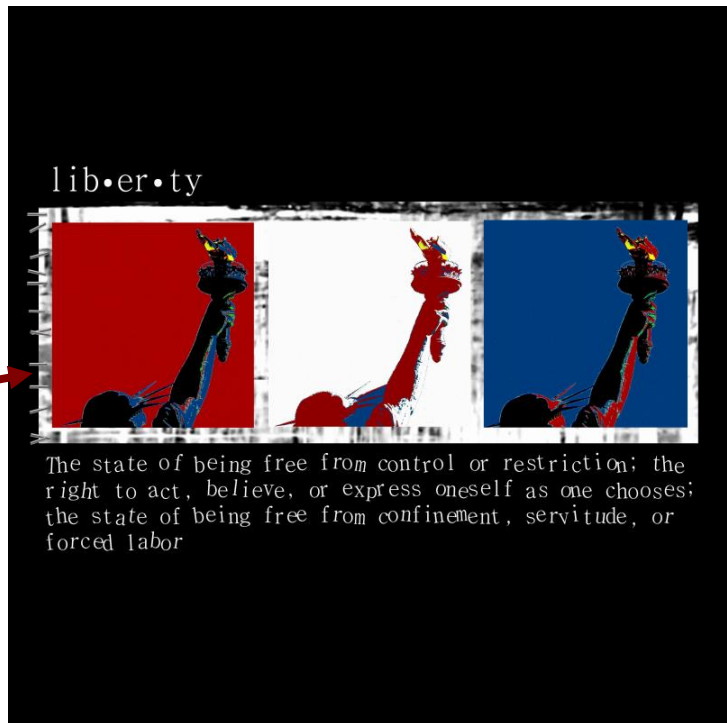 lib•er•ty
The state of being free from control or restriction; the
right to act, believe, or express oneself as one chooses;
the state of being free from confinement, servitude, or
forced labor